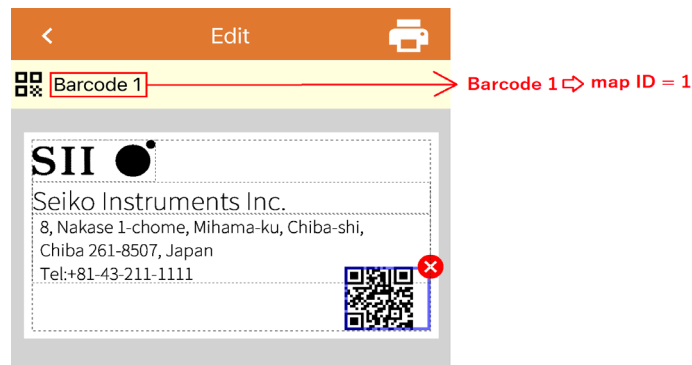 Edit
Barcode 1
Barcode 1 ⇨ map ID = 1
SII
Seiko Instruments Inc.
8, Nakase 1-chome, Mihama-ku, Chiba-shi,
Chiba 261-8507, Japan
Tel:+81-43-211-1111